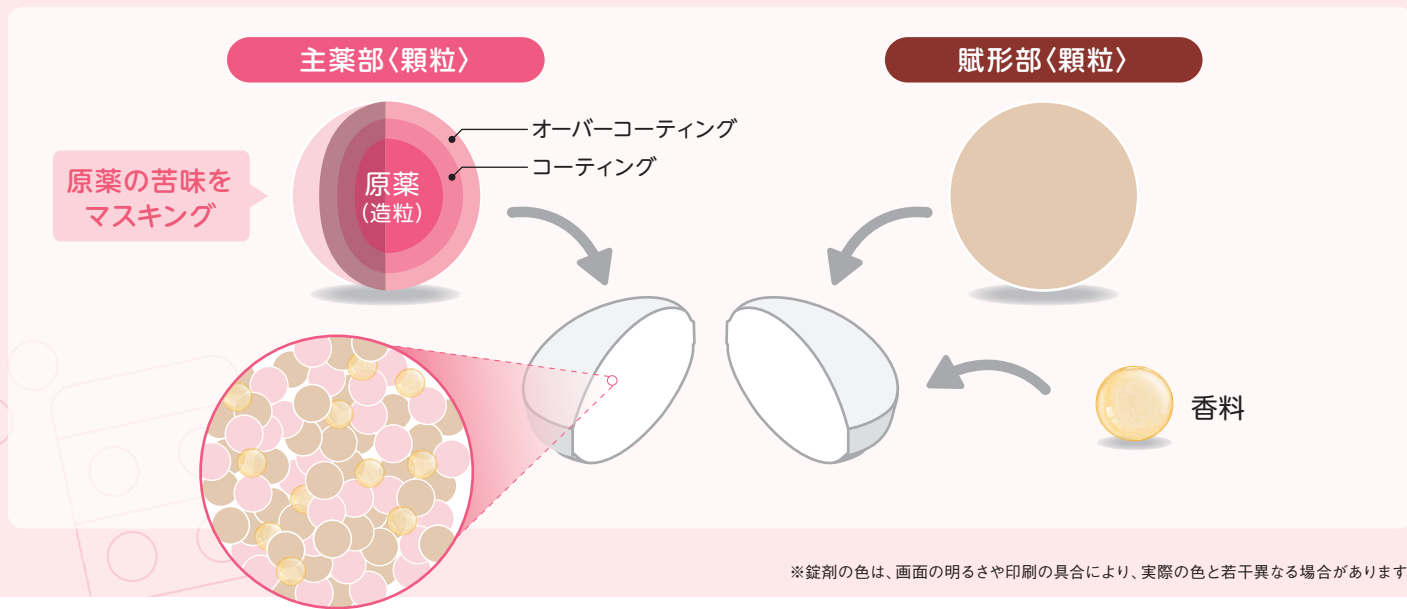 主薬部〈顆粒〉
賦形部〈顆粒〉
オーバーコーティング
コーティング
原薬の苦味を
マスキング
原薬
(造粒)
香料
※錠剤の色は、画面の明るさや印刷の具合により、実際の色と若干異なる場合があります